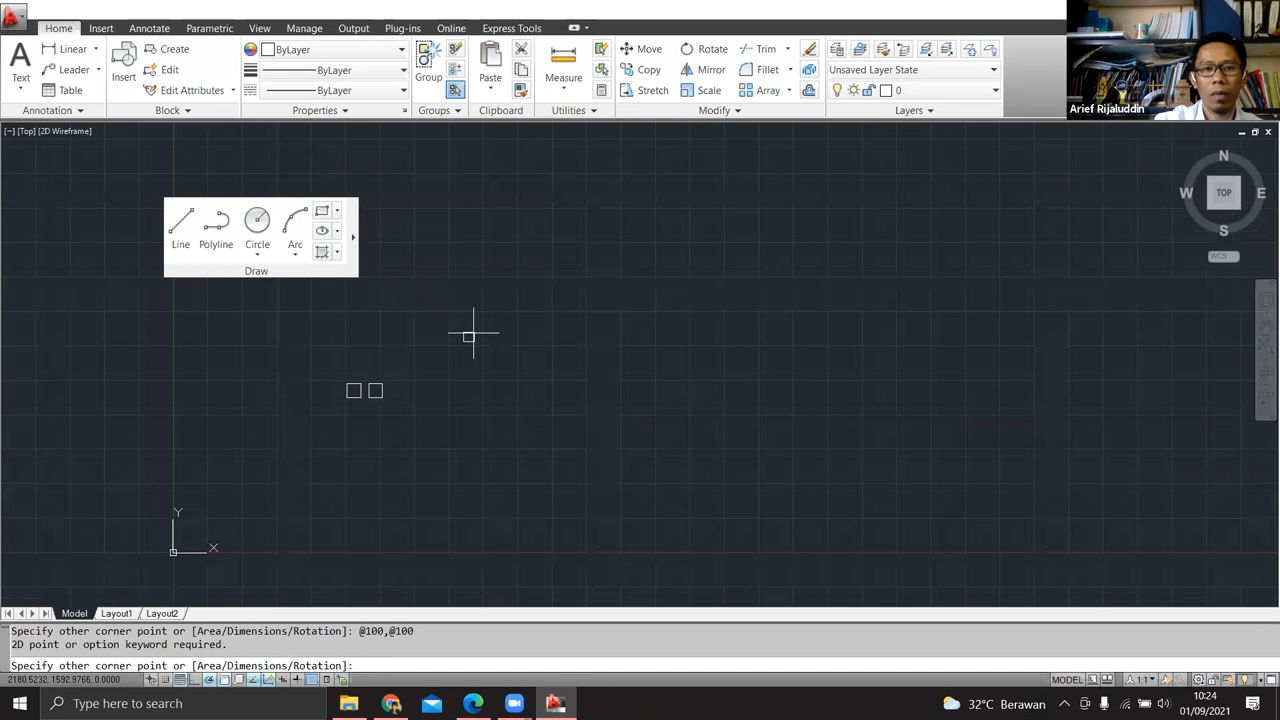 Home Insert Annotate Parametric View Manage Output Plug-ins Online Express Tools
Text Linear Leader Table
Annotation
Insert Create Edit Edit Attributes
Block
ByLayer
ByLayer
ByLayer
Properties
Group
Groups
Paste
Clipboard
Measure
Utilities
Move Rotate Trim
Copy Mirror Fillet
Stretch Scale Array
Modify
Unsaved Layer State
0
Layers
Arief Rijaluddin
[−] [Top] [2D Wireframe]
N
W TOP E
S
WCS
Line Polyline Circle Arc
Draw
Y
X
Model Layout1 Layout2
Specify other corner point or [Area/Dimensions/Rotation]: @100,@100
2D point or option keyword required.
Specify other corner point or [Area/Dimensions/Rotation]:
2180.5232, 1592.9766, 0.0000
MODEL 1:1
Type here to search
32°C Berawan
10:24
01/09/2021